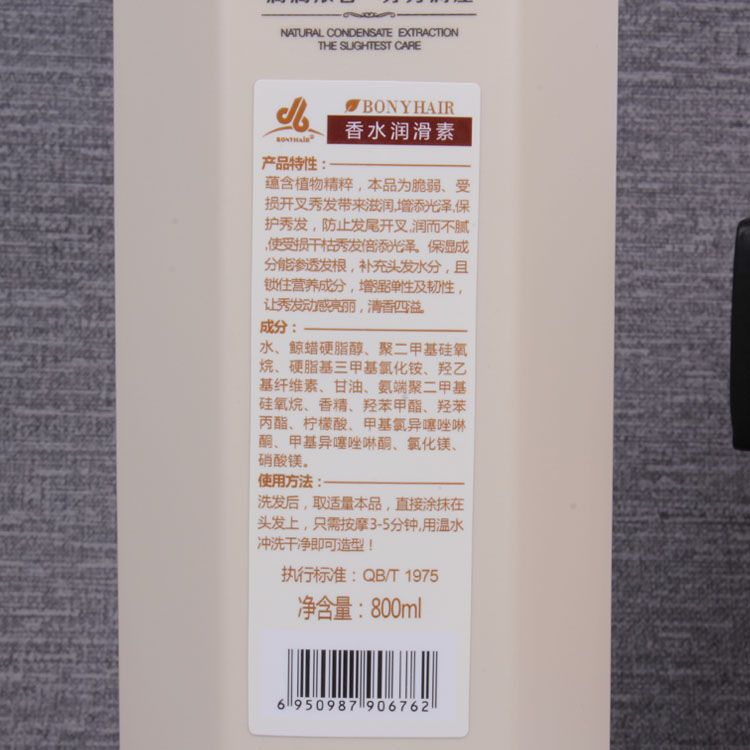 NATURAL CONDENSATE EXTRACTION
THE SLIGHTEST CARE
BONYHAIR
BONYHAIR®
香水润滑素
产品特性：
蕴含植物精粹，本品为脆弱、受
损开叉秀发带来滋润,增添光泽,保
护秀发，防止发尾开叉,润而不腻
,使受损干枯秀发倍添光泽。保湿成
分能渗透发根，补充头发水分，且
锁住营养成分，增强弹性及韧性，
让秀发动感亮丽，清香四溢。
成分：
水、鲸蜡硬脂醇、聚二甲基硅氧
烷、硬脂基三甲基氯化铵、羟乙
基纤维素、甘油、氨端聚二甲基
硅氧烷、香精、羟苯甲酯、羟苯
丙酯、柠檬酸、甲基氯异噻唑啉
酮、甲基异噻唑啉酮、氯化镁、
硝酸镁。
使用方法：
洗发后，取适量本品，直接涂抹在
头发上，只需按摩3-5分钟,用温水
冲洗干净即可造型！
执行标准：QB/T 1975
净含量：800ml
6 950987 906762